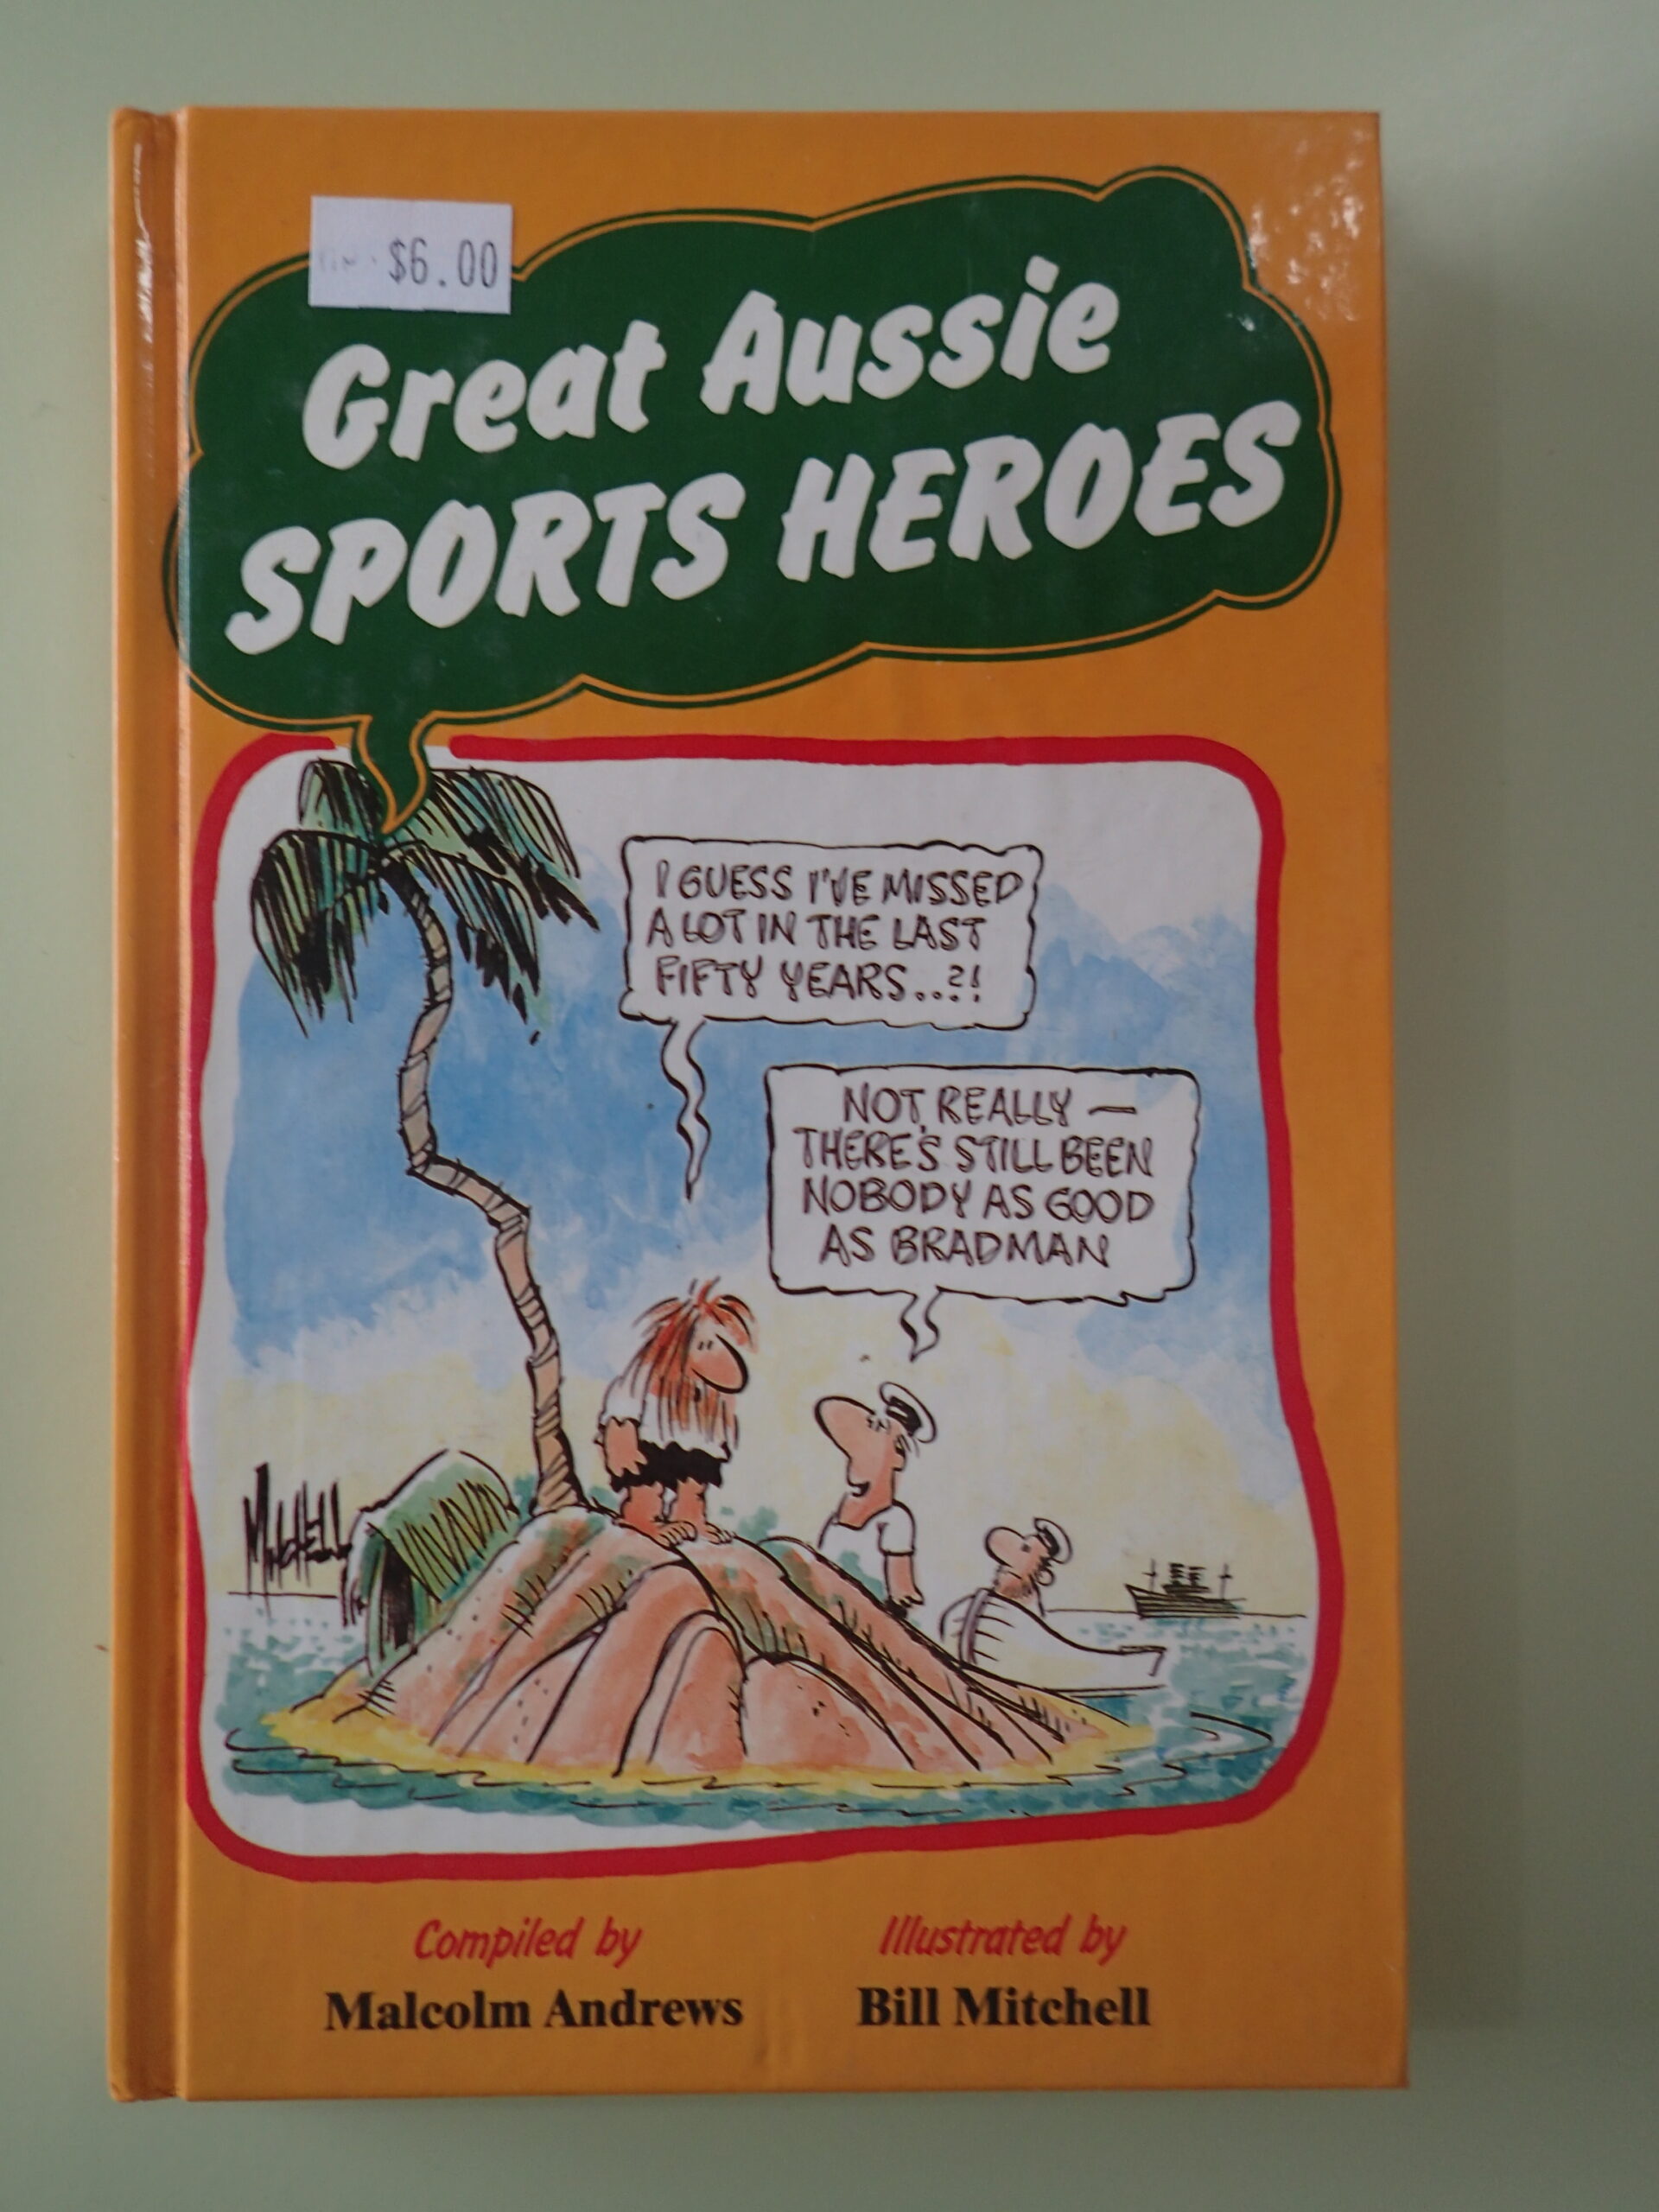 $6.00
Great Aussie
SPORTS HEROES
I GUESS I'VE MISSED
A LOT IN THE LAST
FIFTY YEARS..?!
NOT REALLY —
THERE'S STILL BEEN
NOBODY AS GOOD
AS BRADMAN
MITCHELL
Compiled by
Malcolm Andrews
Illustrated by
Bill Mitchell